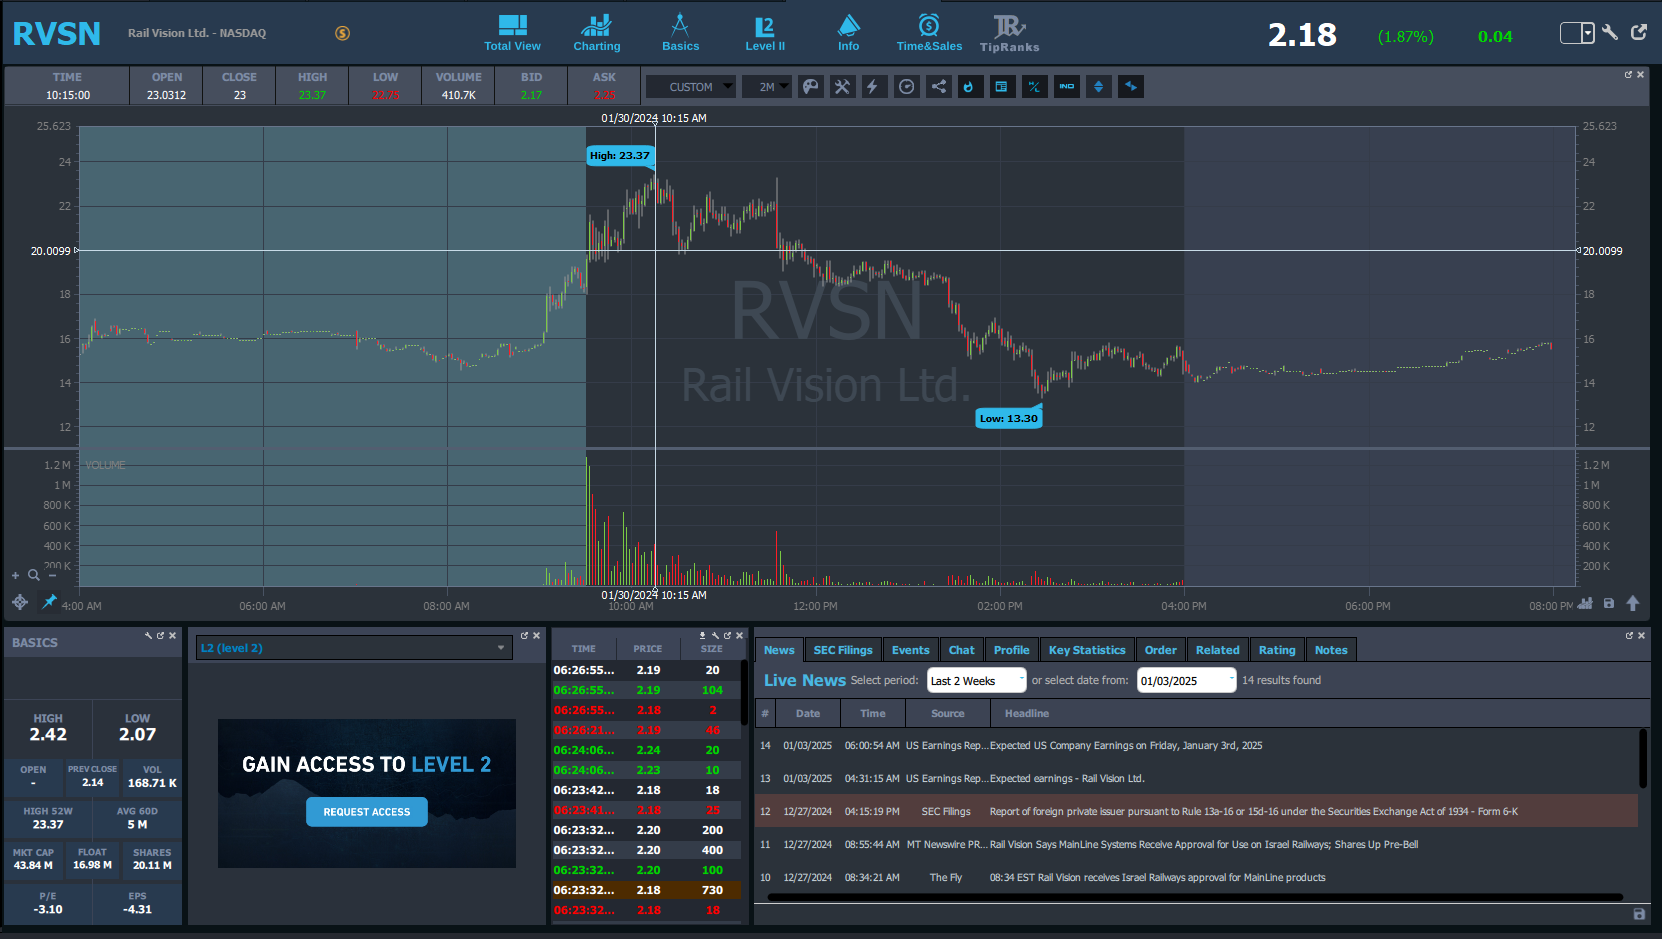 RVSN Rail Vision Ltd. - NASDAQ
Total View Charting Basics Level II Info Time&Sales TipRanks
2.18 (1.87%) 0.04
TIME OPEN CLOSE HIGH LOW VOLUME BID ASK
10:15:00 23.0312 23 23.37 22.75 410.7K 2.17 2.26
CUSTOM 2M
01/30/2024 10:15 AM
25.623 25.623
High: 23.37
24 24
22 22
20.0099 20.0099
18 18
RVSN
16 16
Rail Vision Ltd.
14 14
Low: 13.30
12 12
VOLUME
1.2 M 1.2 M
1 M 1 M
800 K 800 K
600 K 600 K
400 K 400 K
200 K 200 K
01/30/2024 10:15 AM
4:00 AM 06:00 AM 08:00 AM 10:00 AM 12:00 PM 02:00 PM 04:00 PM 06:00 PM 08:00 PM
BASICS
HIGH LOW
2.42 2.07
OPEN PREV CLOSE VOL
- 2.14 168.71 K
HIGH 52W AVG 60D
23.37 5 M
MKT CAP FLOAT SHARES
43.84 M 16.98 M 20.11 M
P/E EPS
-3.10 -4.31
L2 (level 2)
GAIN ACCESS TO LEVEL 2
REQUEST ACCESS
TIME PRICE SIZE
06:26:55... 2.19 20
06:26:55... 2.19 104
06:26:55... 2.18 2
06:26:21... 2.19 46
06:24:06... 2.24 20
06:24:06... 2.23 10
06:23:42... 2.18 18
06:23:41... 2.18 25
06:23:32... 2.20 200
06:23:32... 2.20 400
06:23:32... 2.20 100
06:23:32... 2.18 730
06:23:32... 2.18 18
News SEC Filings Events Chat Profile Key Statistics Order Related Rating Notes
Live News Select period: Last 2 Weeks or select date from: 01/03/2025 14 results found
# Date Time Source Headline
14 01/03/2025 06:00:54 AM US Earnings Rep... Expected US Company Earnings on Friday, January 3rd, 2025
13 01/03/2025 04:31:15 AM US Earnings Rep... Expected earnings - Rail Vision Ltd.
12 12/27/2024 04:15:19 PM SEC Filings Report of foreign private issuer pursuant to Rule 13a-16 or 15d-16 under the Securities Exchange Act of 1934 - Form 6-K
11 12/27/2024 08:55:44 AM MT Newswire PR... Rail Vision Says MainLine Systems Receive Approval for Use on Israel Railways; Shares Up Pre-Bell
10 12/27/2024 08:34:21 AM The Fly 08:34 EST Rail Vision receives Israel Railways approval for MainLine products